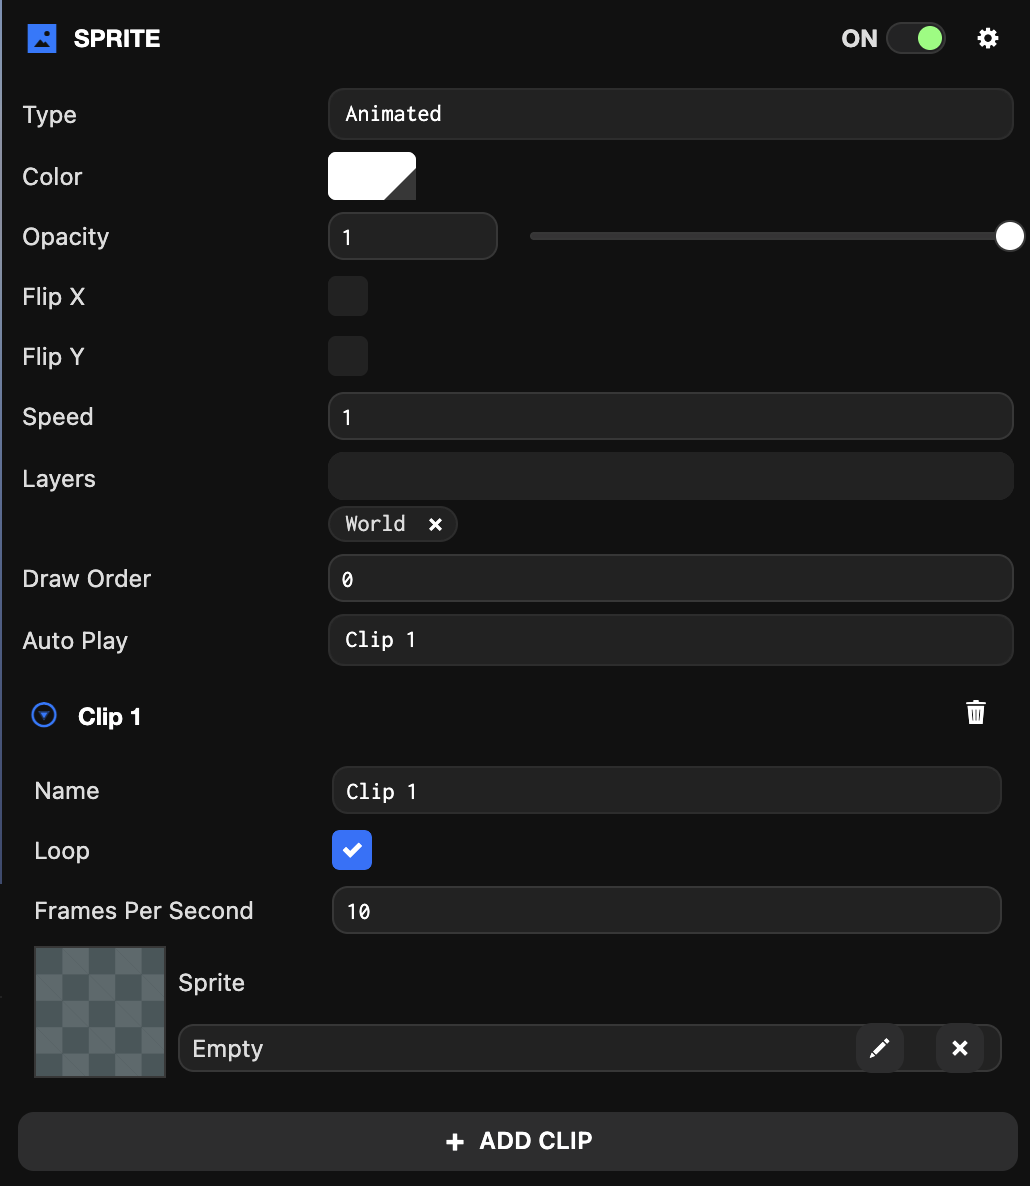 SPRITE ON
Type Animated
Color
Opacity 1
Flip X
Flip Y
Speed 1
Layers
World
Draw Order 0
Auto Play Clip 1
Clip 1
Name Clip 1
Loop
Frames Per Second 10
Sprite
Empty
ADD CLIP